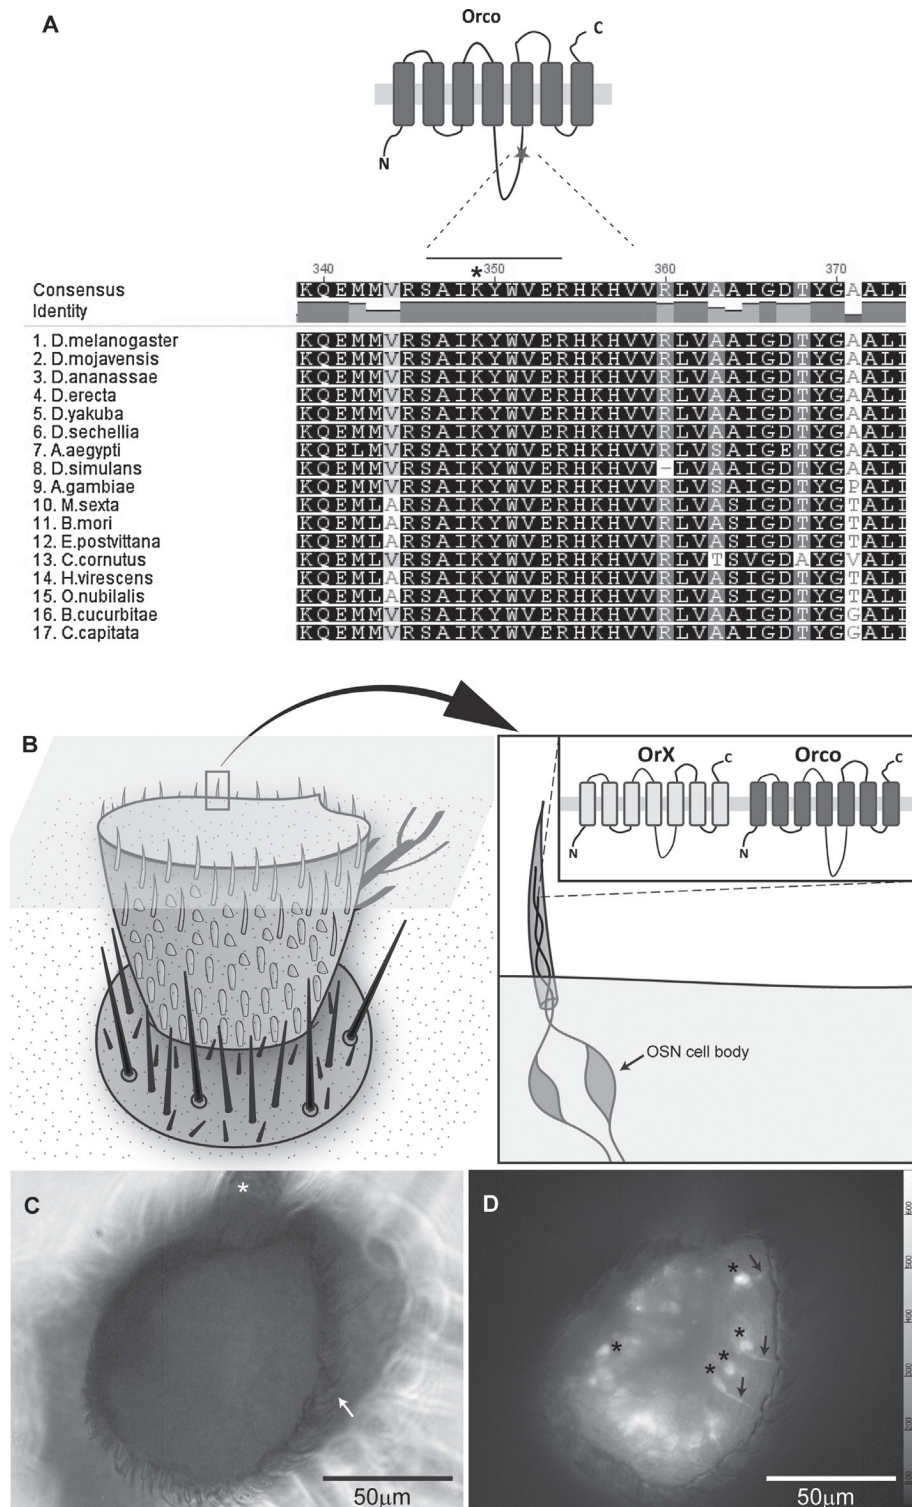 A
Orco
C
N
340 350 360 370
*
Consensus KQEMMVRSAIKYWVERHKHVVRLVAAIGDTYGAALI
Identity
1. D.melanogaster KQEMMVRSAIKYWVERHKHVVRLVAAIGDTYGAALI
2. D.mojavensis KQEMMVRSAIKYWVERHKHVVRLVAAIGDTYGAALI
3. D.ananassae KQEMMVRSAIKYWVERHKHVVRLVAAIGDTYGAALI
4. D.erecta KQEMMVRSAIKYWVERHKHVVRLVAAIGDTYGAALI
5. D.yakuba KQEMMVRSAIKYWVERHKHVVRLVAAIGDTYGAALI
6. D.sechellia KQEMMVRSAIKYWVERHKHVVRLVAAIGDTYGAALI
7. A.aegypti KQELMVRSAIKYWVERHKHVVRLVSAIGETYGAALI
8. D.simulans KQEMMVRSAIKYWVERHKHVV-LVAAIGDTYGAALI
9. A.gambiae KQEMMVRSAIKYWVERHKHVVRLVSAIGDTYGPALI
10. M.sexta KQEMLARSAIKYWVERHKHVVRLVASIGDTYGTALI
11. B.mori KQEMLARSAIKYWVERHKHVVRLVASIGDTYGTALI
12. E.postvittana KQEMLARSAIKYWVERHKHVVRLVASIGDTYGTALI
13. C.cornutus KQEMLVRSAIKYWVERHKHVVRLVTSVGDAYGVALI
14. H.virescens KQEMLARSAIKYWVERHKHVVRLVASIGDTYGTALI
15. O.nubilalis KQEMLARSAIKYWVERHKHVVRLVASIGDTYGTALI
16. B.cucurbitae KQEMMVRSAIKYWVERHKHVVRLVAAIGDTYGGALI
17. C.capitata KQEMMVRSAIKYWVERHKHVVRLVAAIGDTYGGALI
B
OrX Orco
C C
N N
OSN cell body
C
*
50µm
D
*
*
*
*
*
50µm